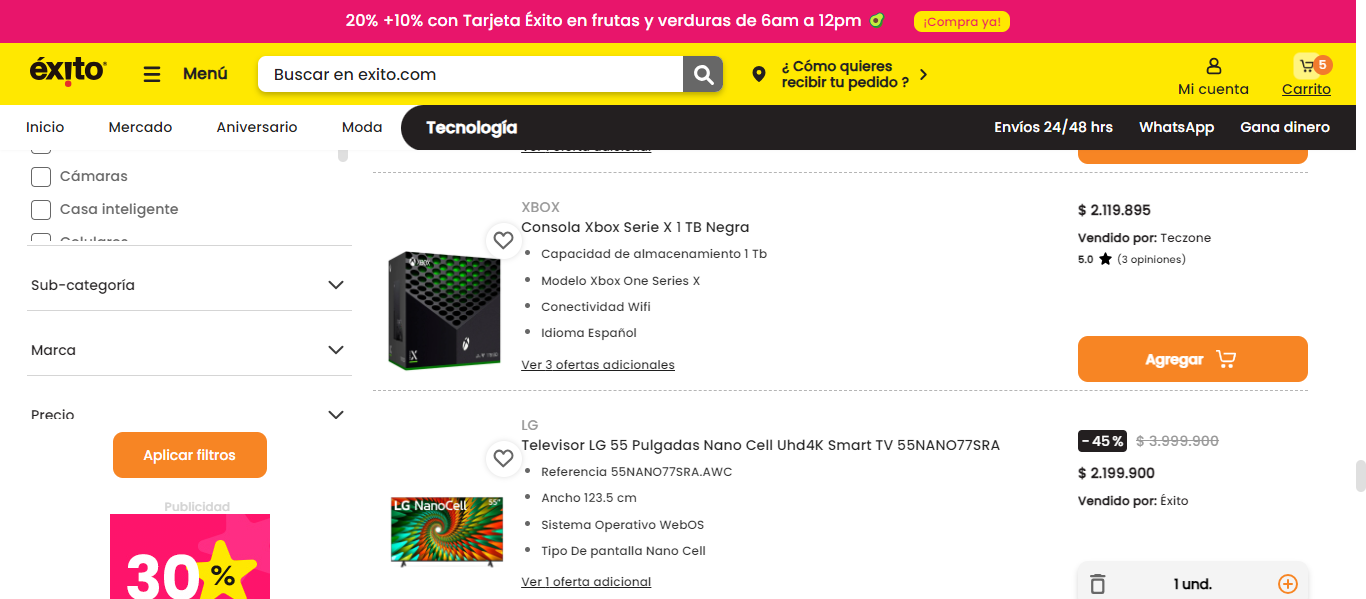 20% +10% con Tarjeta Éxito en frutas y verduras de 6am a 12pm
¡Compra ya!
éxito
Menú
Buscar en exito.com
¿ Cómo quieres
recibir tu pedido ?
5
Mi cuenta
Carrito
Inicio
Mercado
Aniversario
Moda
Tecnología
Envíos 24/48 hrs
WhatsApp
Gana dinero
Cámaras
Casa inteligente
Celulares
Sub-categoría
Marca
Precio
Aplicar filtros
Publicidad
30 %
Ver 1 oferta adicional
XBOX
Consola Xbox Serie X 1 TB Negra
Capacidad de almacenamiento 1 Tb
Modelo Xbox One Series X
Conectividad Wifi
Idioma Español
Ver 3 ofertas adicionales
XBOX
X
$ 2.119.895
Vendido por: Teczone
5.0 (3 opiniones)
Agregar
LG
Televisor LG 55 Pulgadas Nano Cell Uhd4K Smart TV 55NANO77SRA
Referencia 55NANO77SRA.AWC
Ancho 123.5 cm
Sistema Operativo WebOS
Tipo De pantalla Nano Cell
Ver 1 oferta adicional
LG NanoCell 55"
- 45 % $ 3.999.900
$ 2.199.900
Vendido por: Éxito
1 und.